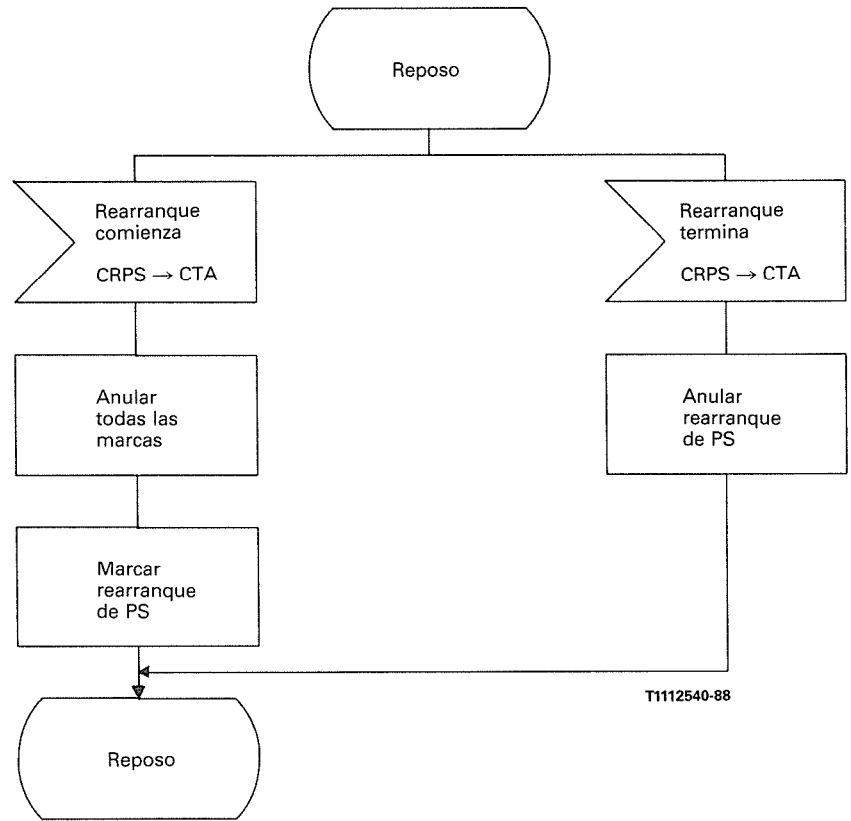 Reposo
Rearranque
comienza
CRPS → CTA
Anular
todas las
marcas
Marcar
rearranque
de PS
Rearranque
termina
CRPS → CTA
Anular
rearranque
de PS
T1112540-88
Reposo